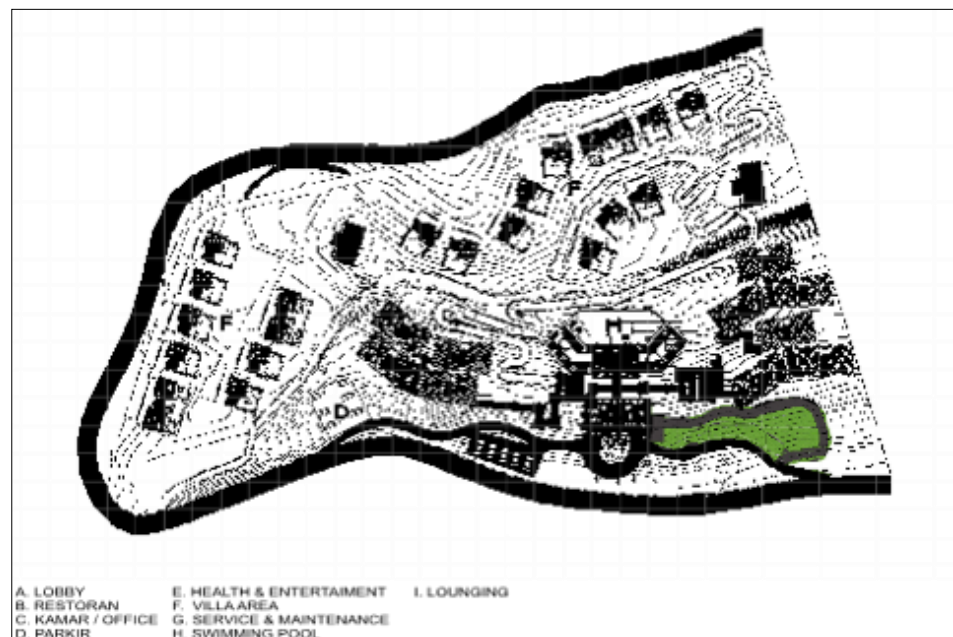 F
F
H
D
A. LOBBY E. HEALTH & ENTERTAIMENT I. LOUNGING
B. RESTORAN F. VILLA AREA
C. KAMAR / OFFICE G. SERVICE & MAINTENANCE
D. PARKIR H. SWIMMING POOL